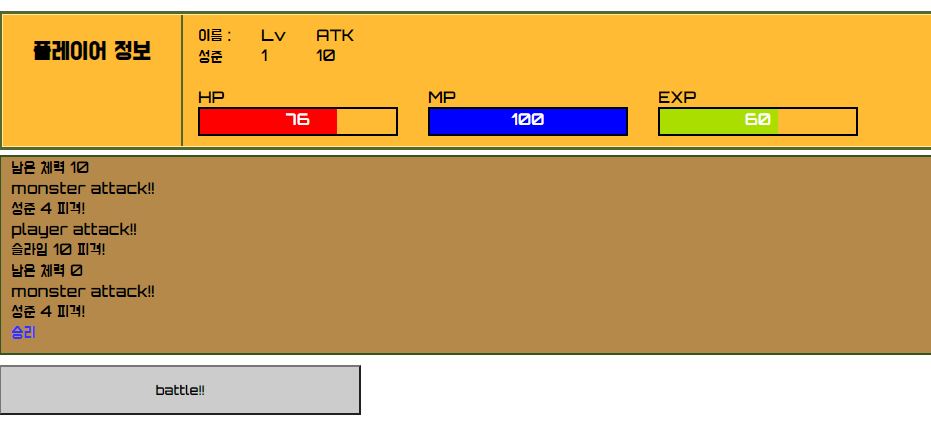 플레이어 정보
이름 : Lv ATK
성준 1 10
HP MP EXP
76 100 60
남은 체력 10
monster attack!!
성준 4 피격!
player attack!!
슬라임 10 피격!
남은 체력 0
monster attack!!
성준 4 피격!
승리
battle!!